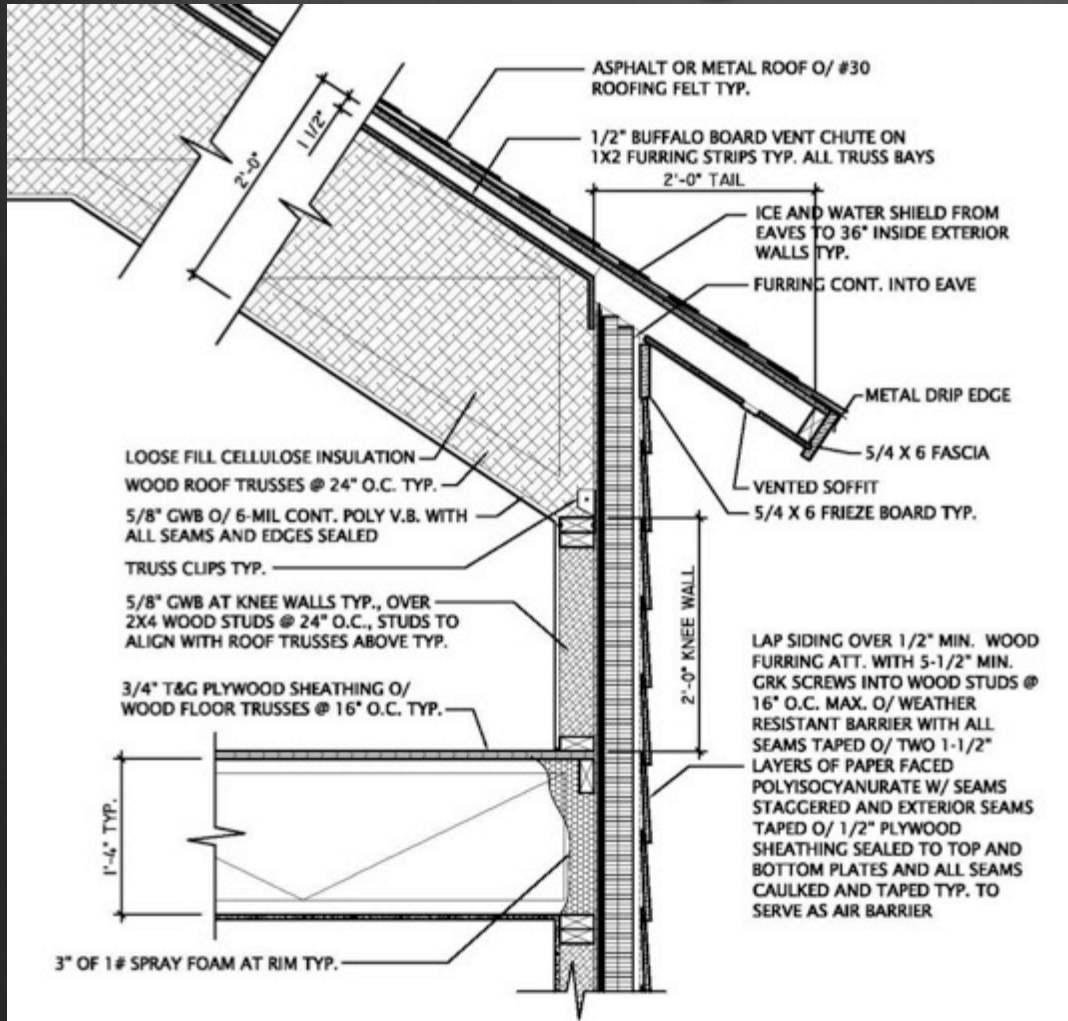 ASPHALT OR METAL ROOF O/ #30
ROOFING FELT TYP.
1/2" BUFFALO BOARD VENT CHUTE ON
1X2 FURRING STRIPS TYP. ALL TRUSS BAYS
2'-0" TAIL
1 1/2"
2'-0"
ICE AND WATER SHIELD FROM
EAVES TO 36" INSIDE EXTERIOR
WALLS TYP.
FURRING CONT. INTO EAVE
METAL DRIP EDGE
5/4 X 6 FASCIA
VENTED SOFFIT
5/4 X 6 FRIEZE BOARD TYP.
LOOSE FILL CELLULOSE INSULATION
WOOD ROOF TRUSSES @ 24" O.C. TYP.
5/8" GWB O/ 6-MIL CONT. POLY V.B. WITH
ALL SEAMS AND EDGES SEALED
TRUSS CLIPS TYP.
5/8" GWB AT KNEE WALLS TYP., OVER
2X4 WOOD STUDS @ 24" O.C., STUDS TO
ALIGN WITH ROOF TRUSSES ABOVE TYP.
3/4" T&G PLYWOOD SHEATHING O/
WOOD FLOOR TRUSSES @ 16" O.C. TYP.
2'-0" KNEE WALL
LAP SIDING OVER 1/2" MIN. WOOD
FURRING ATT. WITH 5-1/2" MIN.
GRK SCREWS INTO WOOD STUDS @
16" O.C. MAX. O/ WEATHER
RESISTANT BARRIER WITH ALL
SEAMS TAPED O/ TWO 1-1/2"
LAYERS OF PAPER FACED
POLYISOCYANURATE W/ SEAMS
STAGGERED AND EXTERIOR SEAMS
TAPED O/ 1/2" PLYWOOD
SHEATHING SEALED TO TOP AND
BOTTOM PLATES AND ALL SEAMS
CAULKED AND TAPED TYP. TO
SERVE AS AIR BARRIER
1'-4" TYP.
3" OF 1# SPRAY FOAM AT RIM TYP.